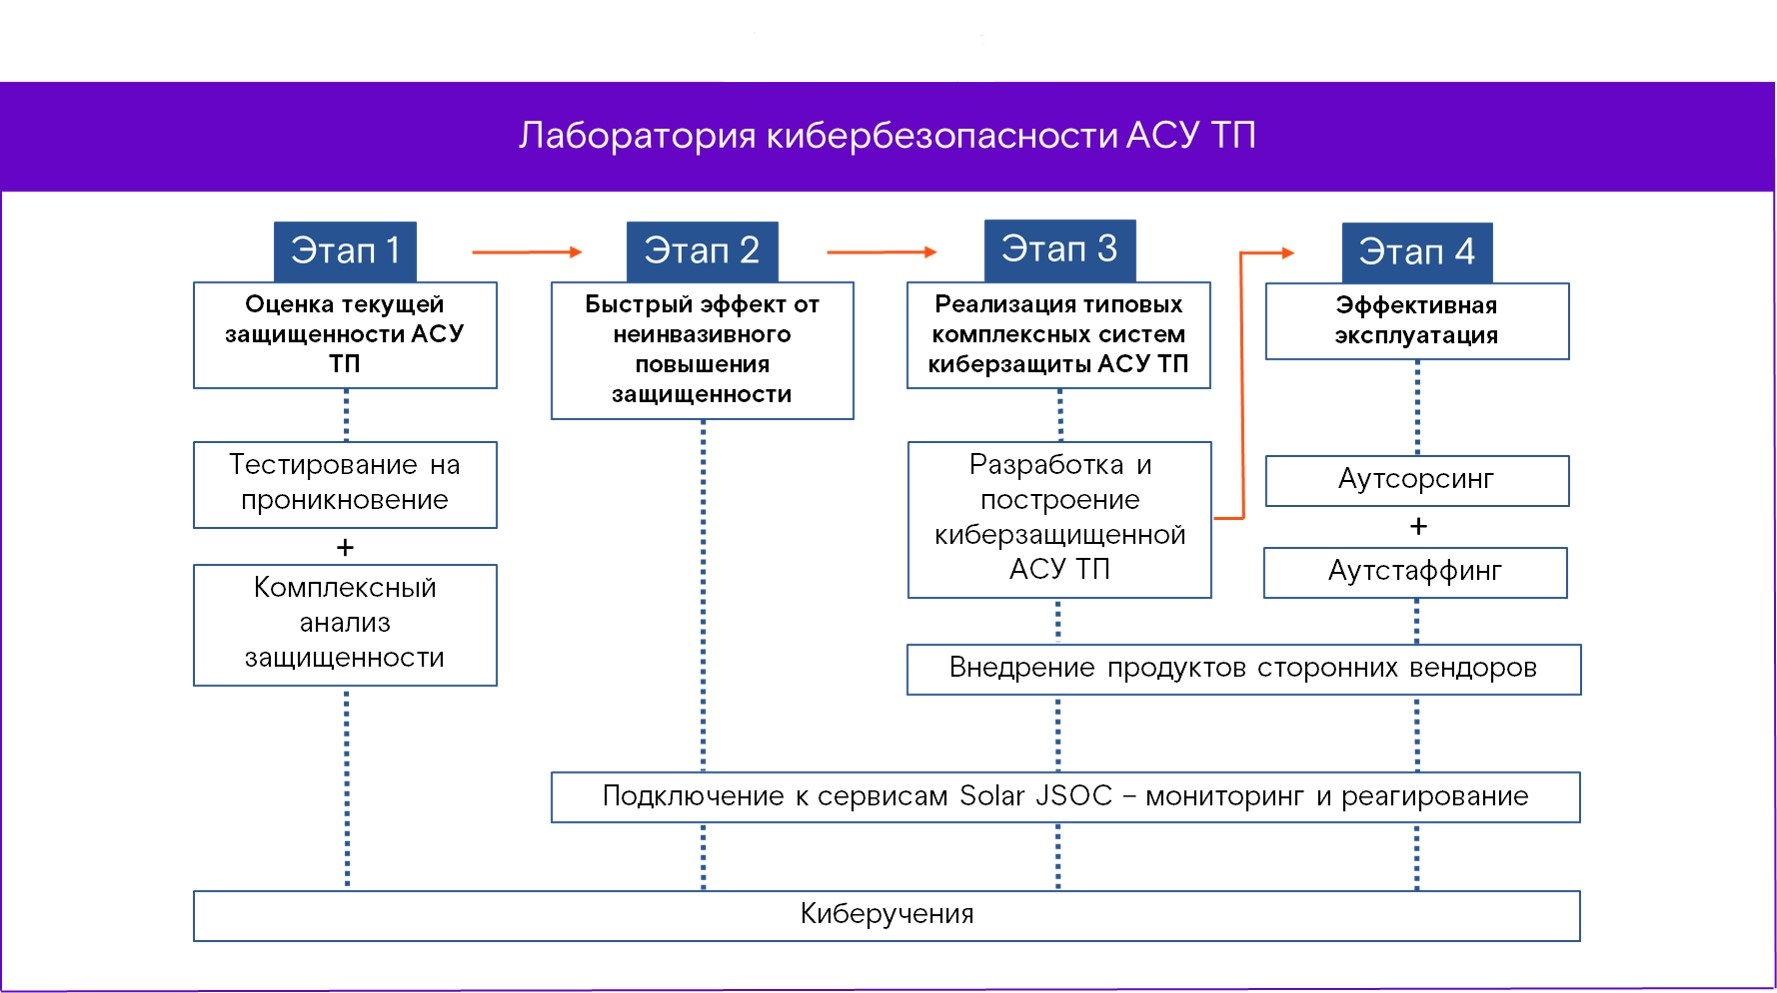 Лаборатория кибербезопасности АСУ ТП
Этап 1
Оценка текущей
защищенности АСУ
ТП
Тестирование на
проникновение
+
Комплексный
анализ
защищенности
Этап 2
Быстрый эффект от
неинвазивного
повышения
защищенности
Этап 3
Реализация типовых
комплексных систем
киберзащиты АСУ ТП
Разработка и
построение
киберзащищенной
АСУ ТП
Этап 4
Эффективная
эксплуатация
Аутсорсинг
+
Аутстаффинг
Внедрение продуктов сторонних вендоров
Подключение к сервисам Solar JSOC – мониторинг и реагирование
Киберучения